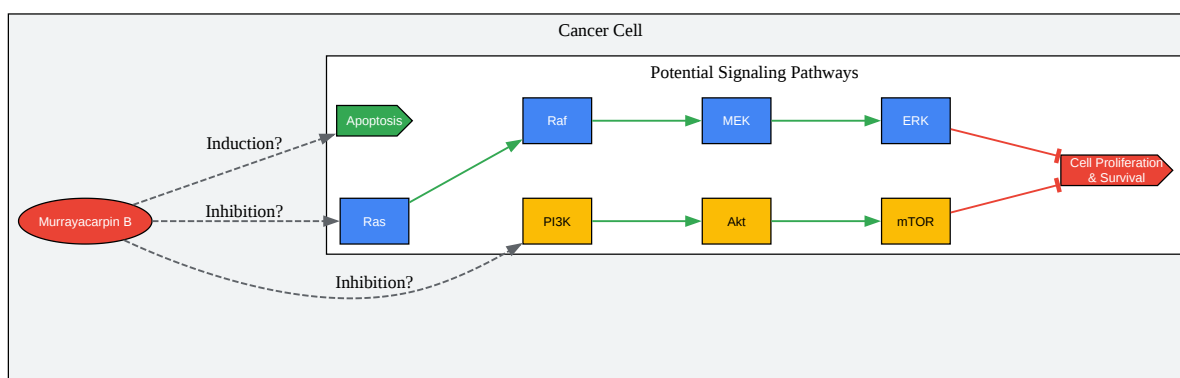 Cancer Cell
Potential Signaling Pathways
Apoptosis
Raf
MEK
ERK
Induction?
Cell Proliferation
& Survival
Murrayacarpin B
Inhibition?
Ras
PI3K
Akt
mTOR
Inhibition?